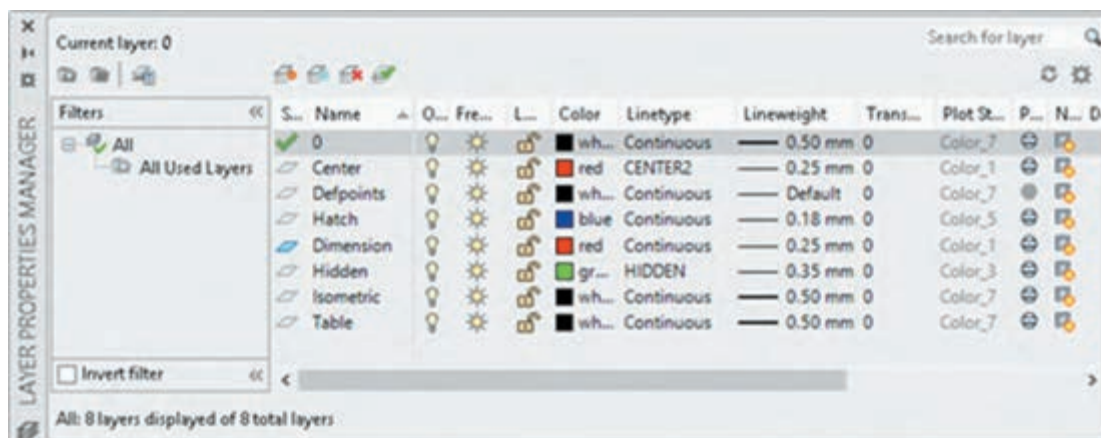 Current layer: 0
Search for layer
Filters
S... Name O... Fre... L... Color Linetype Lineweight Trans... Plot St... P... N... D
All
All Used Layers
0 wh... Continuous 0.50 mm 0 Color_7
Center red CENTER2 0.25 mm 0 Color_1
Defpoints wh... Continuous Default 0 Color_7
Hatch blue Continuous 0.18 mm 0 Color_5
Dimension red Continuous 0.25 mm 0 Color_1
Hidden gr... HIDDEN 0.35 mm 0 Color_3
Isometric wh... Continuous 0.50 mm 0 Color_7
Table wh... Continuous 0.50 mm 0 Color_7
Invert filter
All: 8 layers displayed of 8 total layers
LAYER PROPERTIES MANAGER